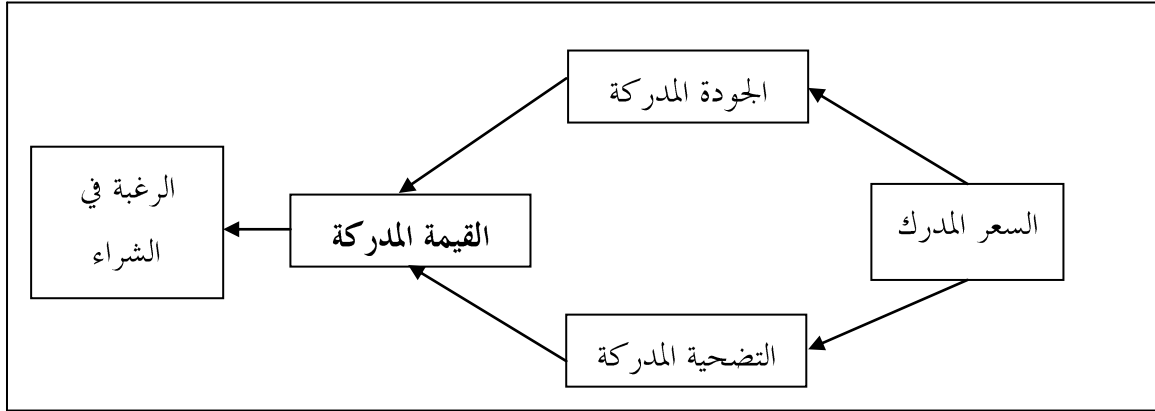 الجودة المدركة
السعر المدرك
القيمة المدركة
الرغبة في
الشراء
التضحية المدركة